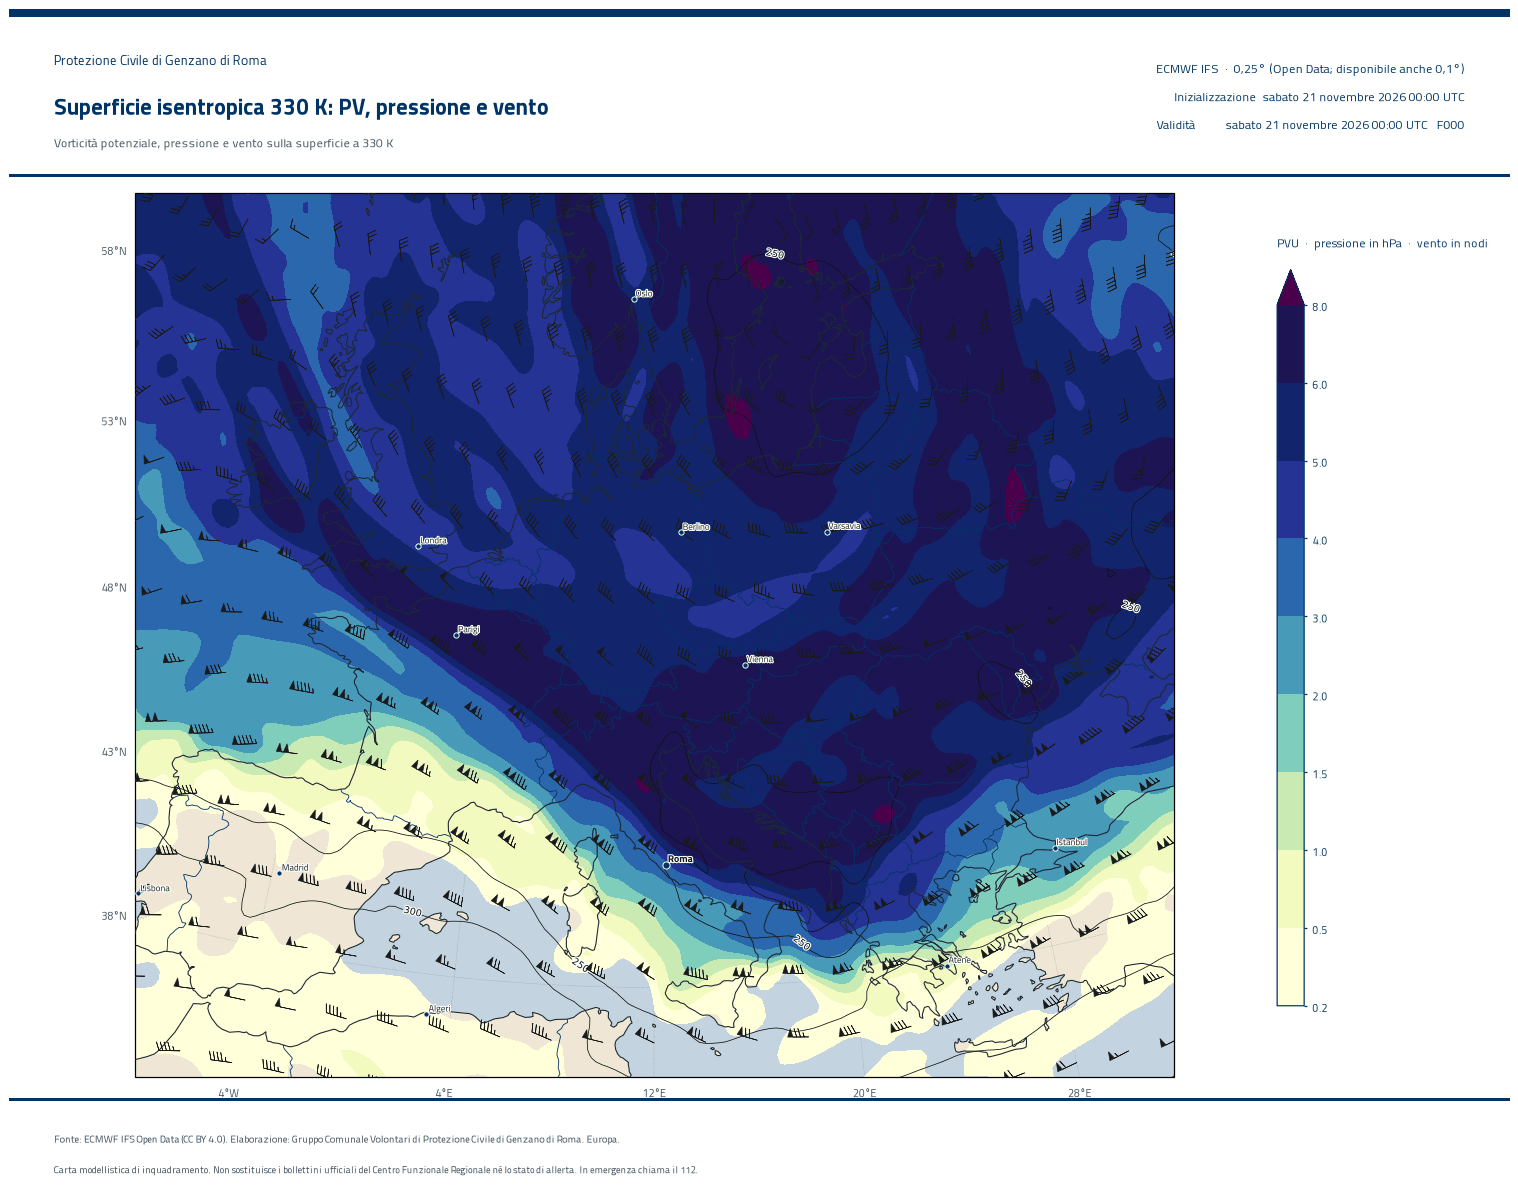 Protezione Civile di Genzano di Roma
Superficie isentropica 330 K: PV, pressione e vento
Vorticità potenziale, pressione e vento sulla superficie a 330 K
ECMWF IFS · 0,25° (Open Data; disponibile anche 0,1°)
Inizializzazione sabato 21 novembre 2026 00:00 UTC
Validità sabato 21 novembre 2026 00:00 UTC F000
PVU · pressione in hPa · vento in nodi
8.0
6.0
5.0
4.0
3.0
2.0
1.5
1.0
0.5
0.2
58°N
53°N
48°N
43°N
38°N
250
Oslo
Berlino
Varsavia
Londra
250
Parigi
Vienna
250
Istanbul
Roma
Madrid
Lisbona
300
250
250
Atene
Algeri
4°W
4°E
12°E
20°E
28°E
Fonte: ECMWF IFS Open Data (CC BY 4.0). Elaborazione: Gruppo Comunale Volontari di Protezione Civile di Genzano di Roma. Europa.
Carta modellistica di inquadramento. Non sostituisce i bollettini ufficiali del Centro Funzionale Regionale né lo stato di allerta. In emergenza chiama il 112.